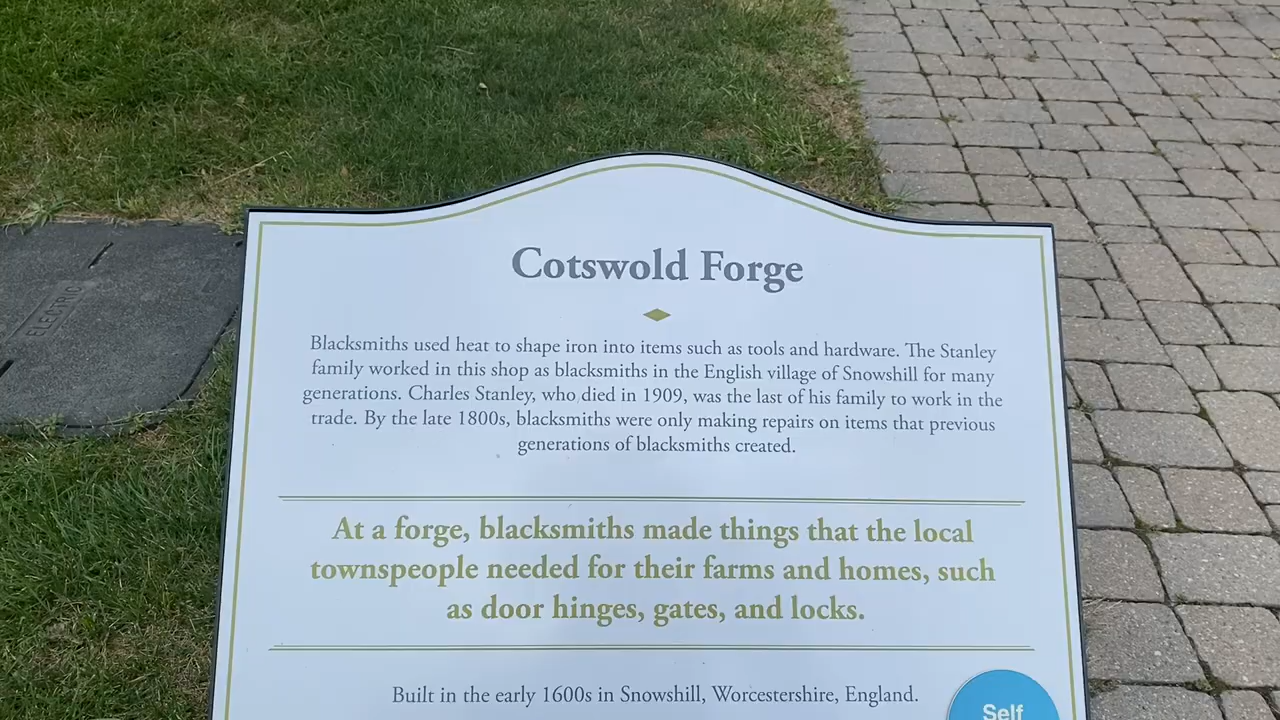 Cotswold Forge
Blacksmiths used heat to shape iron into items such as tools and hardware. The Stanley
family worked in this shop as blacksmiths in the English village of Snowshill for many
generations. Charles Stanley, who died in 1909, was the last of his family to work in the
trade. By the late 1800s, blacksmiths were only making repairs on items that previous
generations of blacksmiths created.
At a forge, blacksmiths made things that the local
townspeople needed for their farms and homes, such
as door hinges, gates, and locks.
Built in the early 1600s in Snowshill, Worcestershire, England.
Self
ELECTRIC